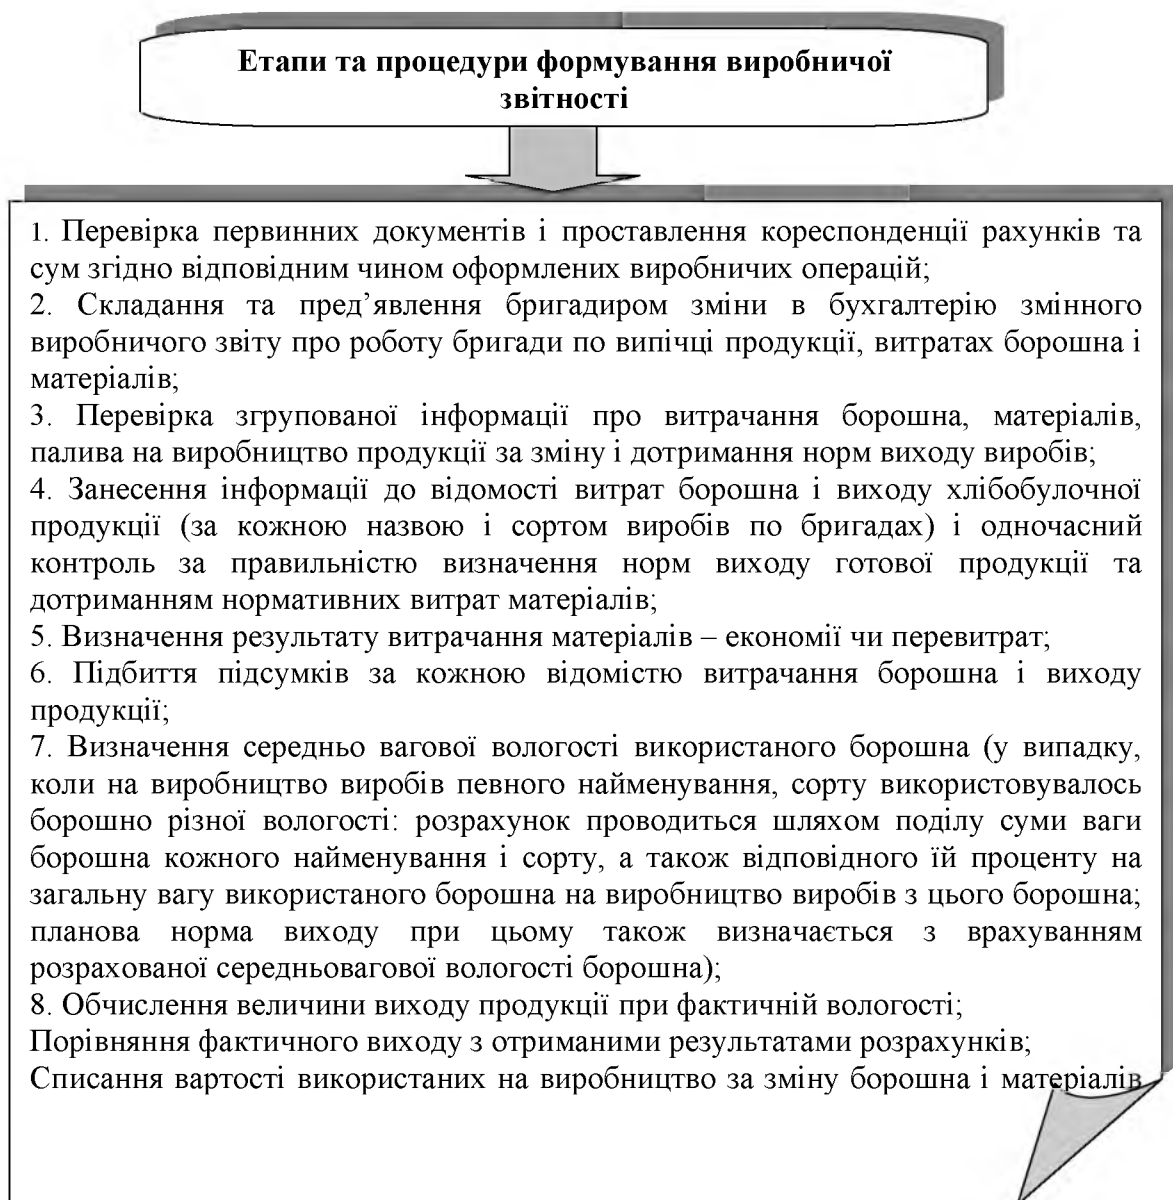 Етапи та процедури формування виробничої
звітності
1. Перевірка первинних документів і проставлення кореспонденції рахунків та
сум згідно відповідним чином оформлених виробничих операцій;
2. Складання та пред’явлення бригадиром зміни в бухгалтерію змінного
виробничого звіту про роботу бригади по випічці продукції, витратах борошна і
матеріалів;
3. Перевірка згрупованої інформації про витрачання борошна, матеріалів,
палива на виробництво продукції за зміну і дотримання норм виходу виробів;
4. Занесення інформації до відомості витрат борошна і виходу хлібобулочної
продукції (за кожною назвою і сортом виробів по бригадах) і одночасний
контроль за правильністю визначення норм виходу готової продукції та
дотриманням нормативних витрат матеріалів;
5. Визначення результату витрачання матеріалів – економії чи перевитрат;
6. Підбиття підсумків за кожною відомістю витрачання борошна і виходу
продукції;
7. Визначення середньо вагової вологості використаного борошна (у випадку,
коли на виробництво виробів певного найменування, сорту використовувалось
борошно різної вологості: розрахунок проводиться шляхом поділу суми ваги
борошна кожного найменування і сорту, а також відповідного їй проценту на
загальну вагу використаного борошна на виробництво виробів з цього борошна;
планова норма виходу при цьому також визначається з врахуванням
розрахованої середньовагової вологості борошна);
8. Обчислення величини виходу продукції при фактичній вологості;
Порівняння фактичного виходу з отриманими результатами розрахунків;
Списання вартості використаних на виробництво за зміну борошна і матеріалів